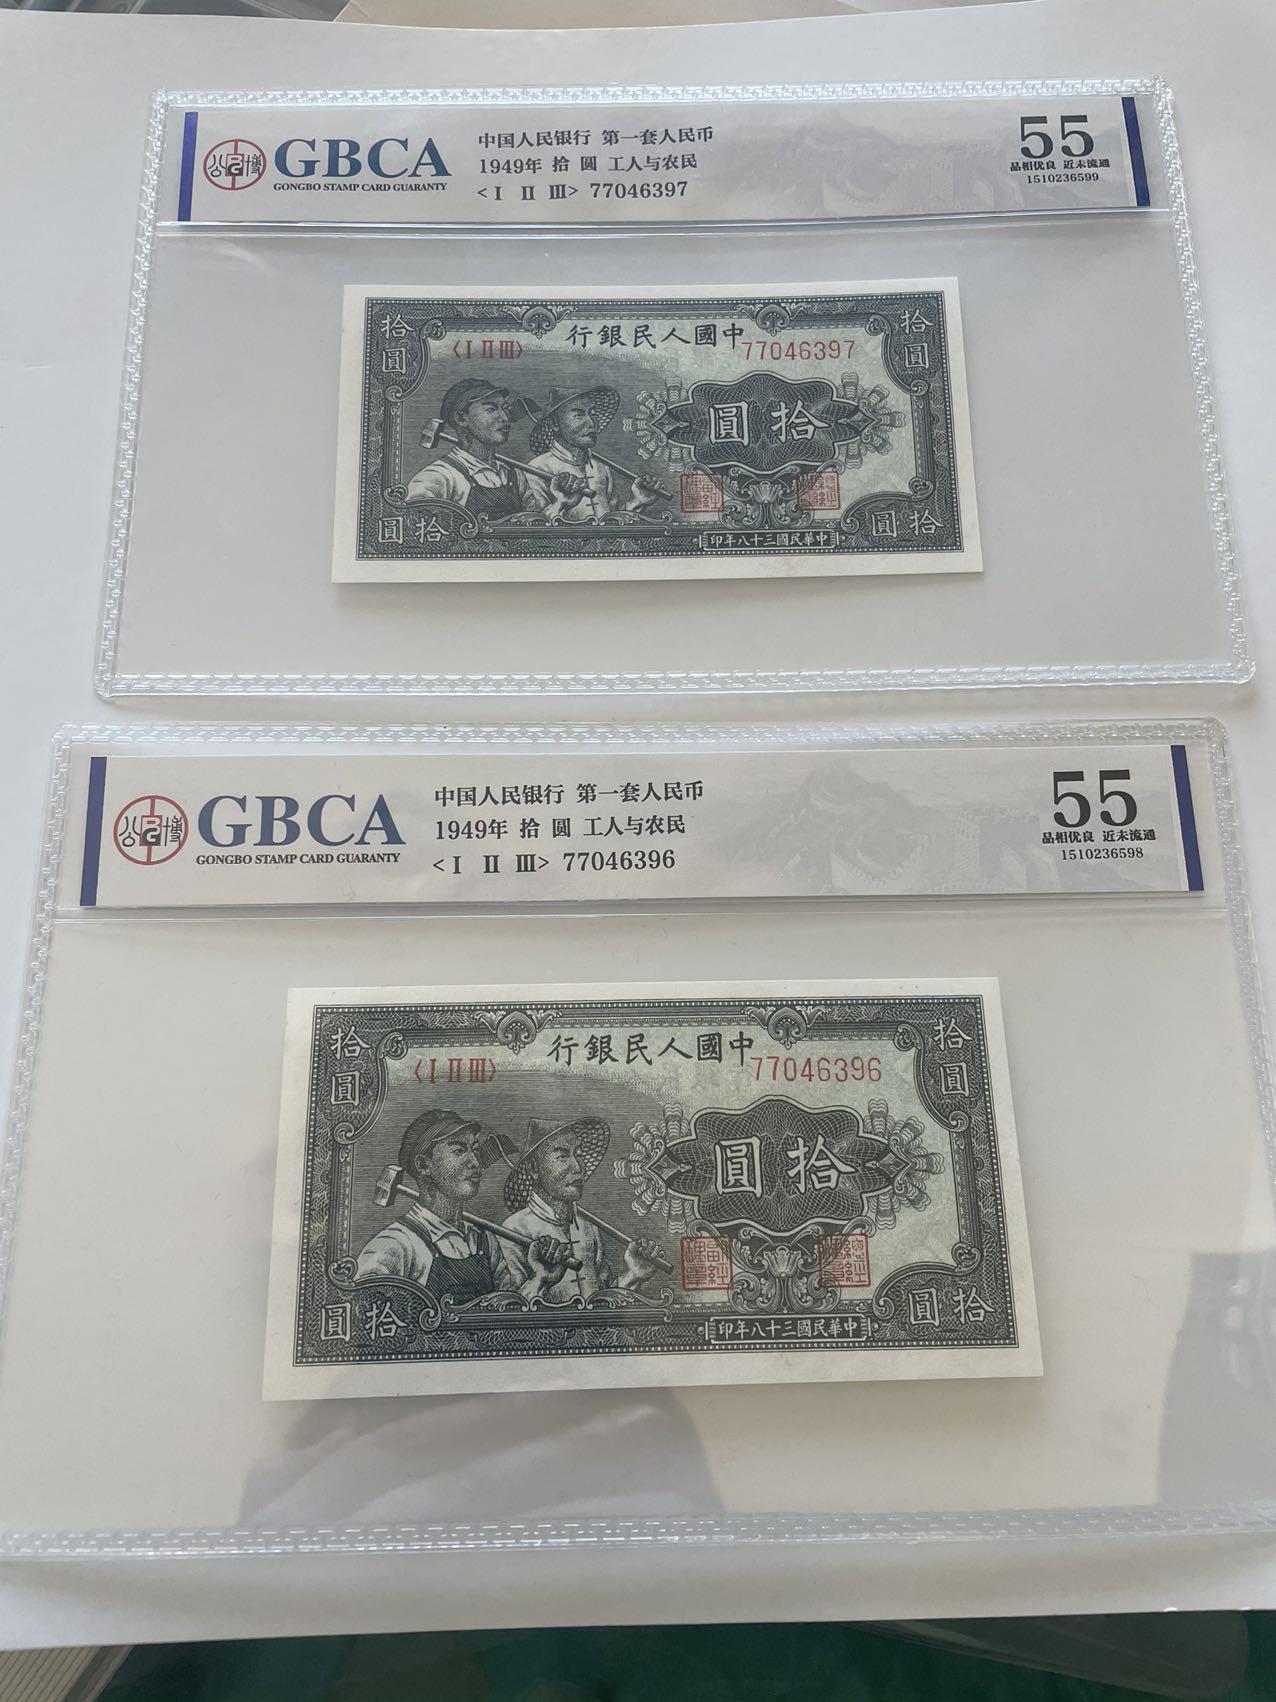 GBCA
GONGBO STAMP CARD GUARANTY
中国人民银行 第一套人民币
1949年 拾 圆 工人与农民
<Ⅰ Ⅱ Ⅲ> 77046397
55
品相优良 近未流通
1510236599
行銀民人國中
〈Ⅰ Ⅱ Ⅲ〉
77046397
拾圓
拾圓
圓拾
圓拾
圓拾
印年八十三國民華中
GBCA
GONGBO STAMP CARD GUARANTY
中国人民银行 第一套人民币
1949年 拾 圆 工人与农民
<Ⅰ Ⅱ Ⅲ> 77046396
55
品相优良 近未流通
1510236598
行銀民人國中
〈Ⅰ Ⅱ Ⅲ〉
77046396
拾圓
拾圓
圓拾
圓拾
圓拾
印年八十三國民華中